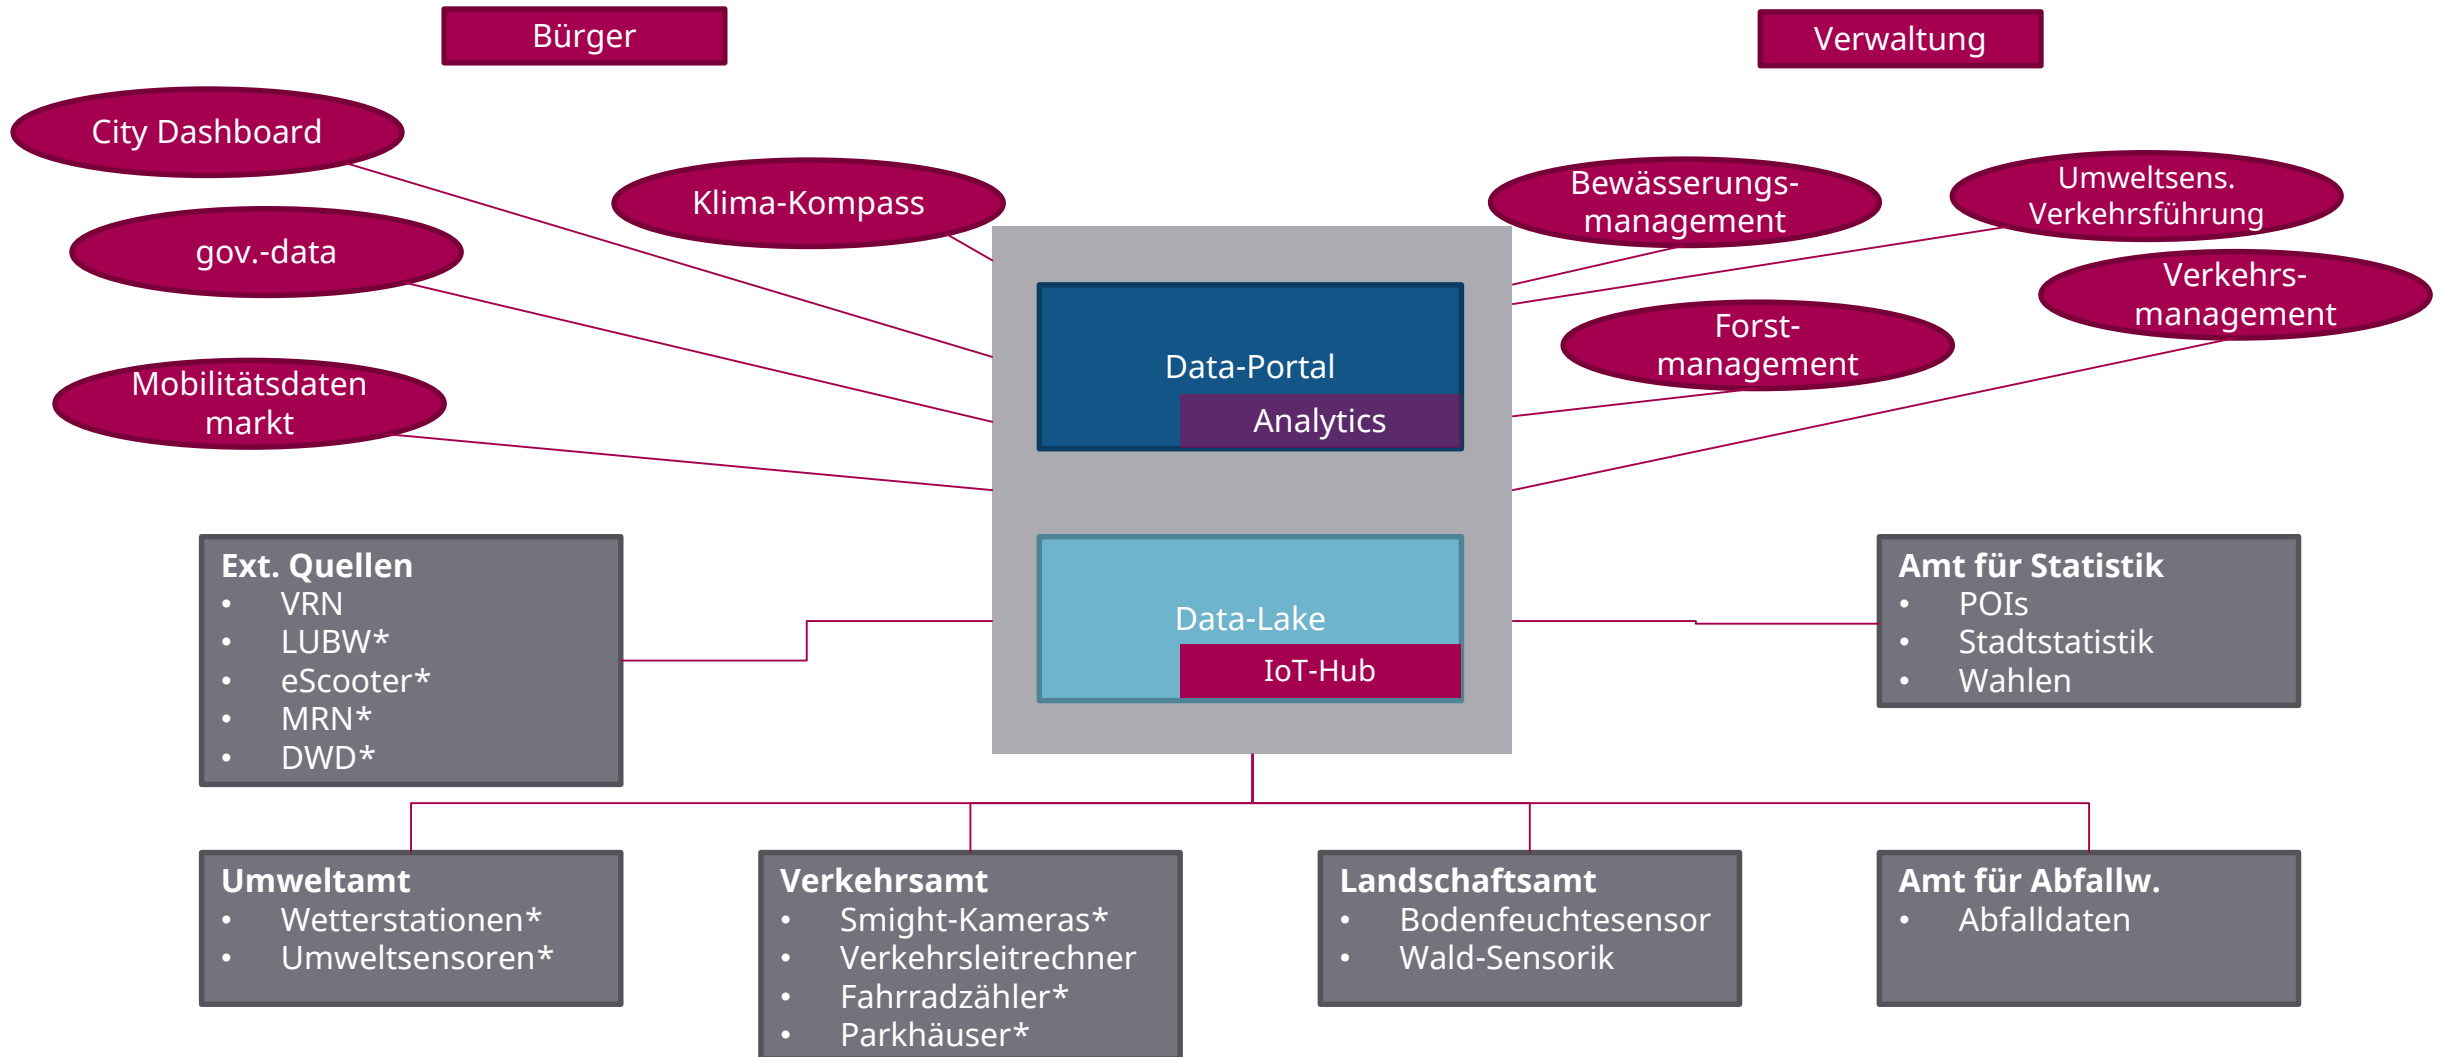 Bürger
Verwaltung
City Dashboard
Klima-Kompass
gov.-data
Mobilitätsdaten
markt
Bewässerungs-
management
Umweltsens.
Verkehrsführung
Verkehrs-
management
Forst-
management
Data-Portal
Analytics
Data-Lake
IoT-Hub
Ext. Quellen
• VRN
• LUBW*
• eScooter*
• MRN*
• DWD*
Amt für Statistik
• POIs
• Stadtstatistik
• Wahlen
Umweltamt
• Wetterstationen*
• Umweltsensoren*
Verkehrsamt
• Smight-Kameras*
• Verkehrsleitrechner
• Fahrradzähler*
• Parkhäuser*
Landschaftsamt
• Bodenfeuchtesensor
• Wald-Sensorik
Amt für Abfallw.
• Abfalldaten